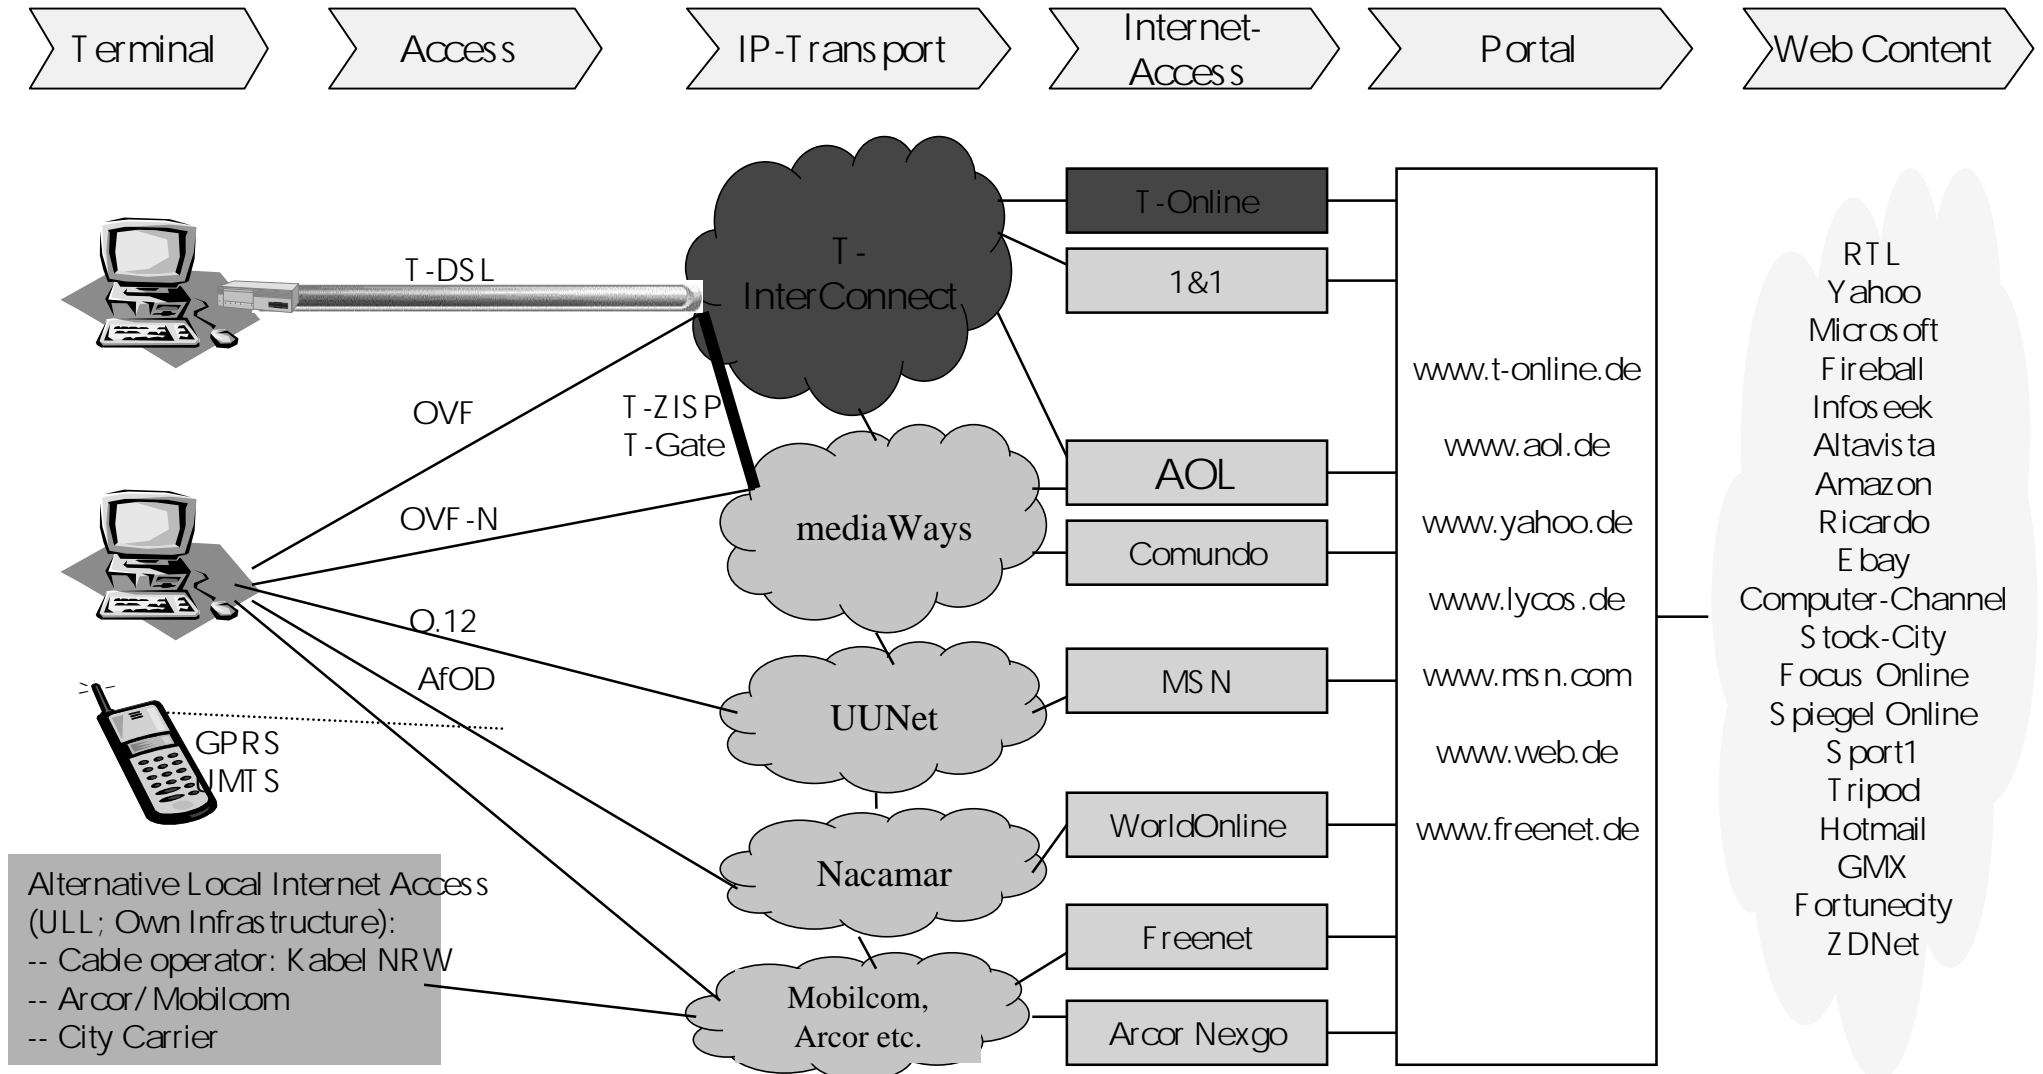 Terminal
Access
IP-Transport
Internet-
Access
Portal
Web Content
T-DSL
OVF
OVF-N
O.12
AfOD
GPRS
UMTS
T-ZISP
T-Gate
Alternative Local Internet Access
(ULL; Own Infrastructure):
-- Cable operator: Kabel NRW
-- Arcor/Mobilcom
-- City Carrier
T-
InterConnect
mediaWays
UUNet
Nacamar
Mobilcom,
Arcor etc.
T-Online
1&1
AOL
Comundo
MSN
WorldOnline
Freenet
Arcor Nexgo
www.t-online.de
www.aol.de
www.yahoo.de
www.lycos.de
www.msn.com
www.web.de
www.freenet.de
RTL
Yahoo
Microsoft
Fireball
Infoseek
Altavista
Amazon
Ricardo
Ebay
Computer-Channel
Stock-City
Focus Online
Spiegel Online
Sport1
Tripod
Hotmail
GMX
Fortunecity
ZDNet